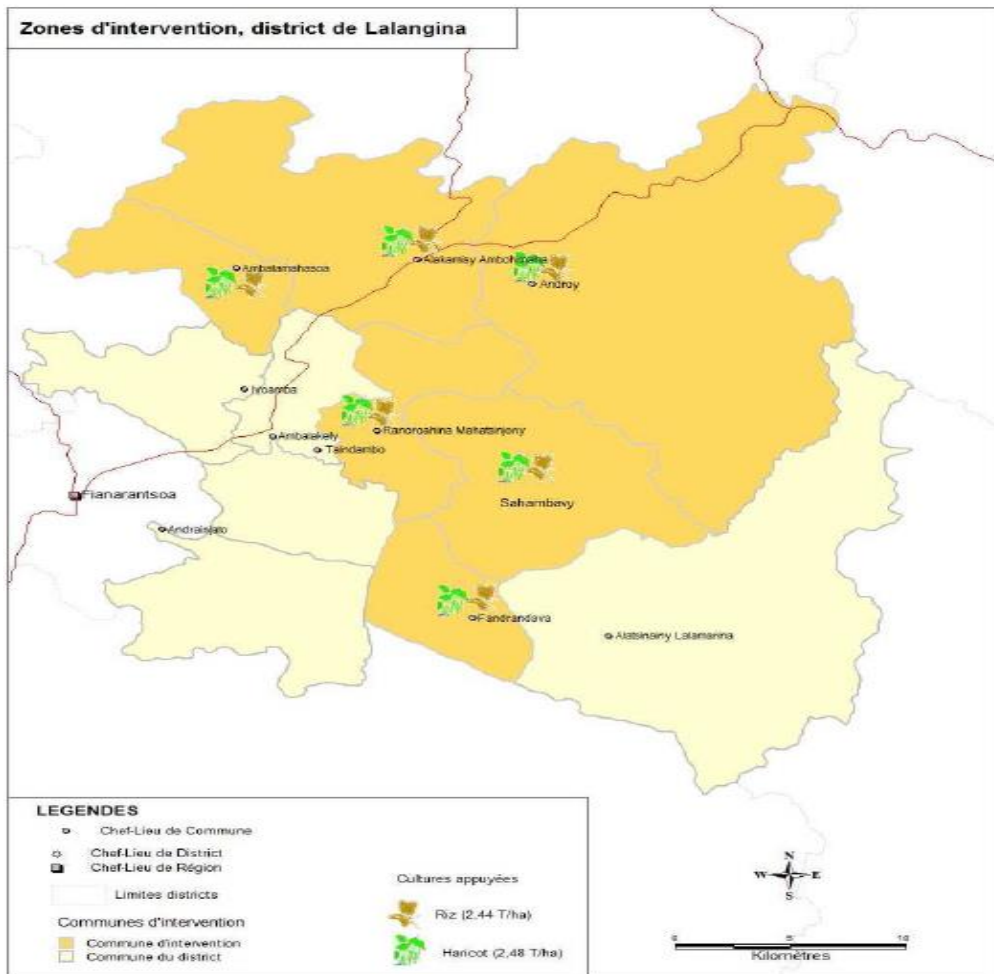 Zones d'intervention, district de Lalangina
Alakamisy Ambohimaha
Ambalamahasoa
Androy
Ivoamba
Ranoroshina Mahatsinjony
Ambalakely
Taindambo
Sahambavy
Fianarantsoa
Andrainjato
Fandrandava
Alatsinainy Lalamarina
LEGENDES
Chef-Lieu de Commune
Chef-Lieu de District
Chef-Lieu de Région
Limites districts
Communes d'intervention
Commune d'intervention
Commune du district
Cultures appuyées
Riz (2,44 T/ha)
Haricot (2,48 T/ha)
N
W E
S
0 5 10
Kilomètres